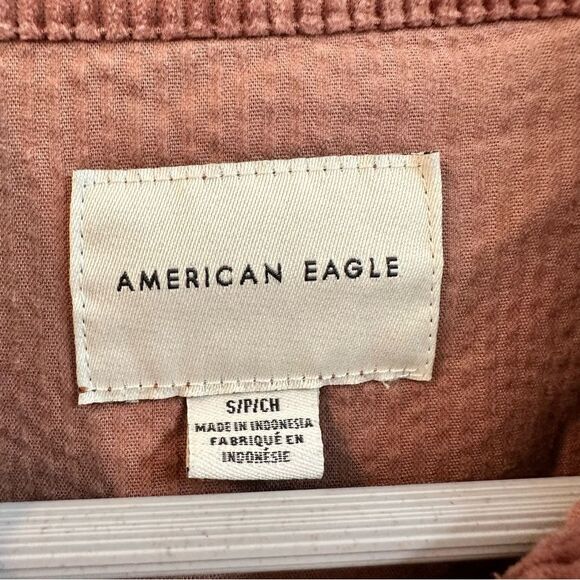 AMERICAN EAGLE
S/P/CH
MADE IN INDONESIA
FABRIQUÉ EN
INDONÉSIE